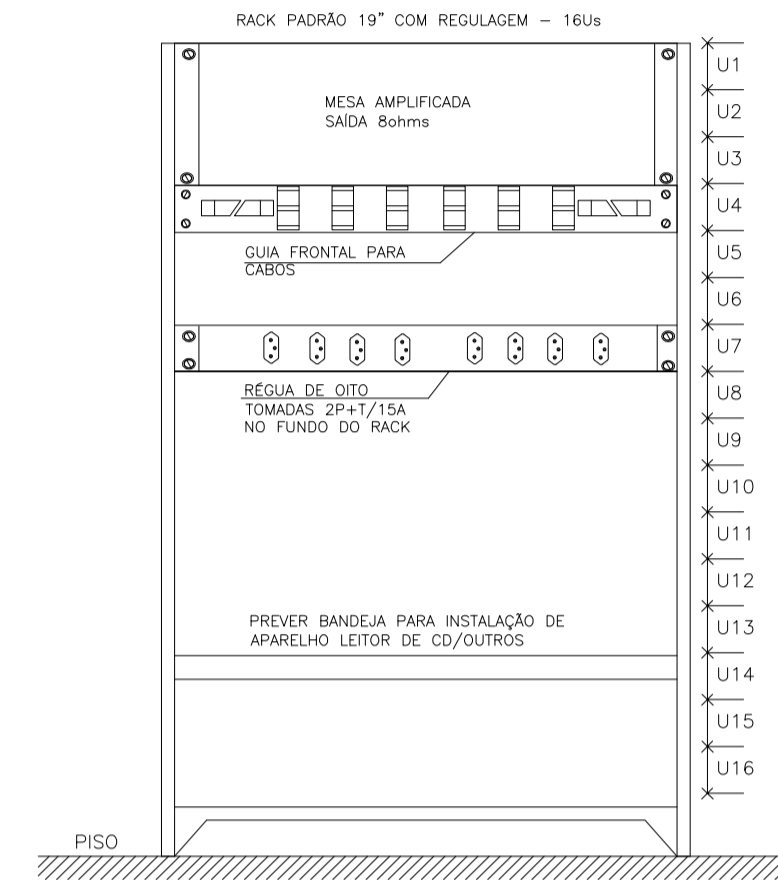 RACK PADRÃO 19" COM REGULAGEM – 16Us
U1
MESA AMPLIFICADA
SAÍDA 8ohms
U2
U3
U4
GUIA FRONTAL PARA
CABOS
U5
U6
U7
RÉGUA DE OITO
TOMADAS 2P+T/15A
NO FUNDO DO RACK
U8
U9
U10
U11
U12
PREVER BANDEJA PARA INSTALAÇÃO DE
APARELHO LEITOR DE CD/OUTROS
U13
U14
U15
U16
PISO